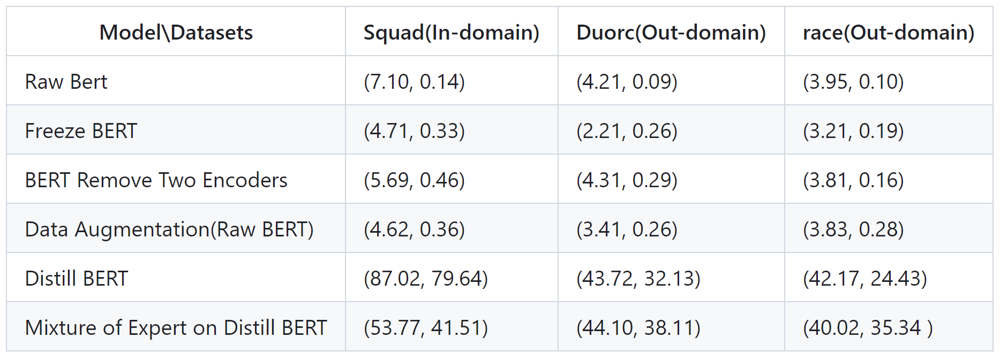 Model\Datasets Squad(In-domain) Duorc(Out-domain) race(Out-domain)
Raw Bert (7.10, 0.14) (4.21, 0.09) (3.95, 0.10)
Freeze BERT (4.71, 0.33) (2.21, 0.26) (3.21, 0.19)
BERT Remove Two Encoders (5.69, 0.46) (4.31, 0.29) (3.81, 0.16)
Data Augmentation(Raw BERT) (4.62, 0.36) (3.41, 0.26) (3.83, 0.28)
Distill BERT (87.02, 79.64) (43.72, 32.13) (42.17, 24.43)
Mixture of Expert on Distill BERT (53.77, 41.51) (44.10, 38.11) (40.02, 35.34 )